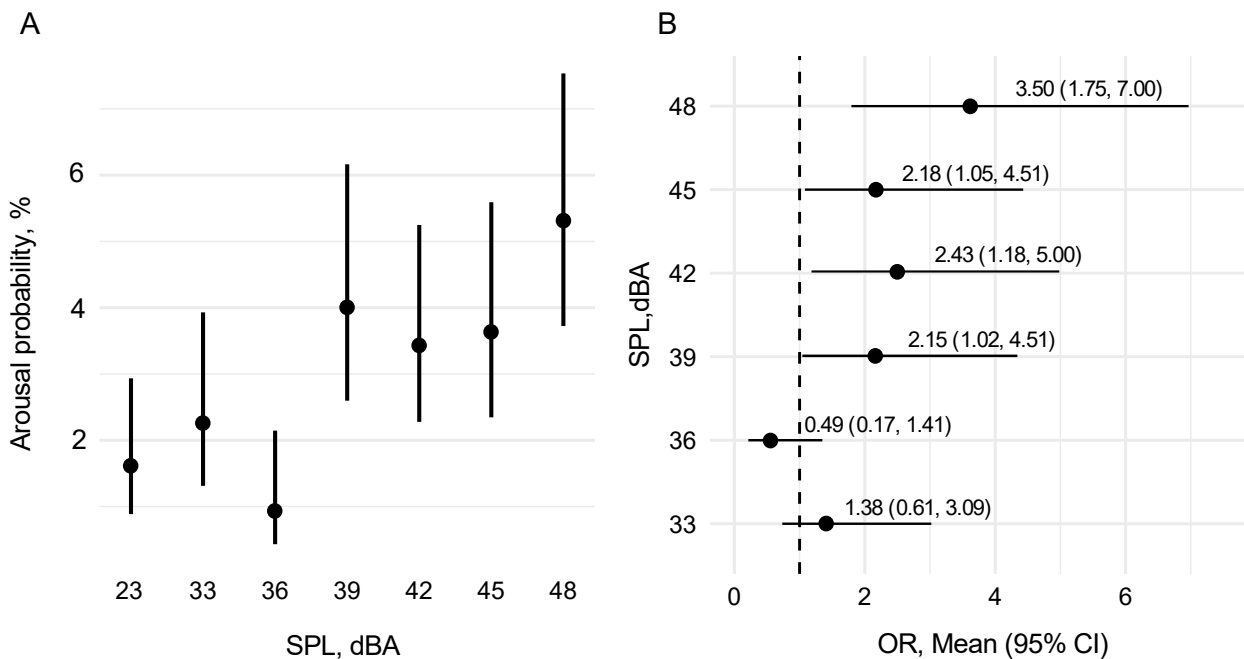 A
Arousal probability, %
6
4
2
23 33 36 39 42 45 48
SPL, dBA
B
SPL,dBA
48
3.50 (1.75, 7.00)
45
2.18 (1.05, 4.51)
42
2.43 (1.18, 5.00)
39
2.15 (1.02, 4.51)
36
0.49 (0.17, 1.41)
33
1.38 (0.61, 3.09)
0 2 4 6
OR, Mean (95% CI)